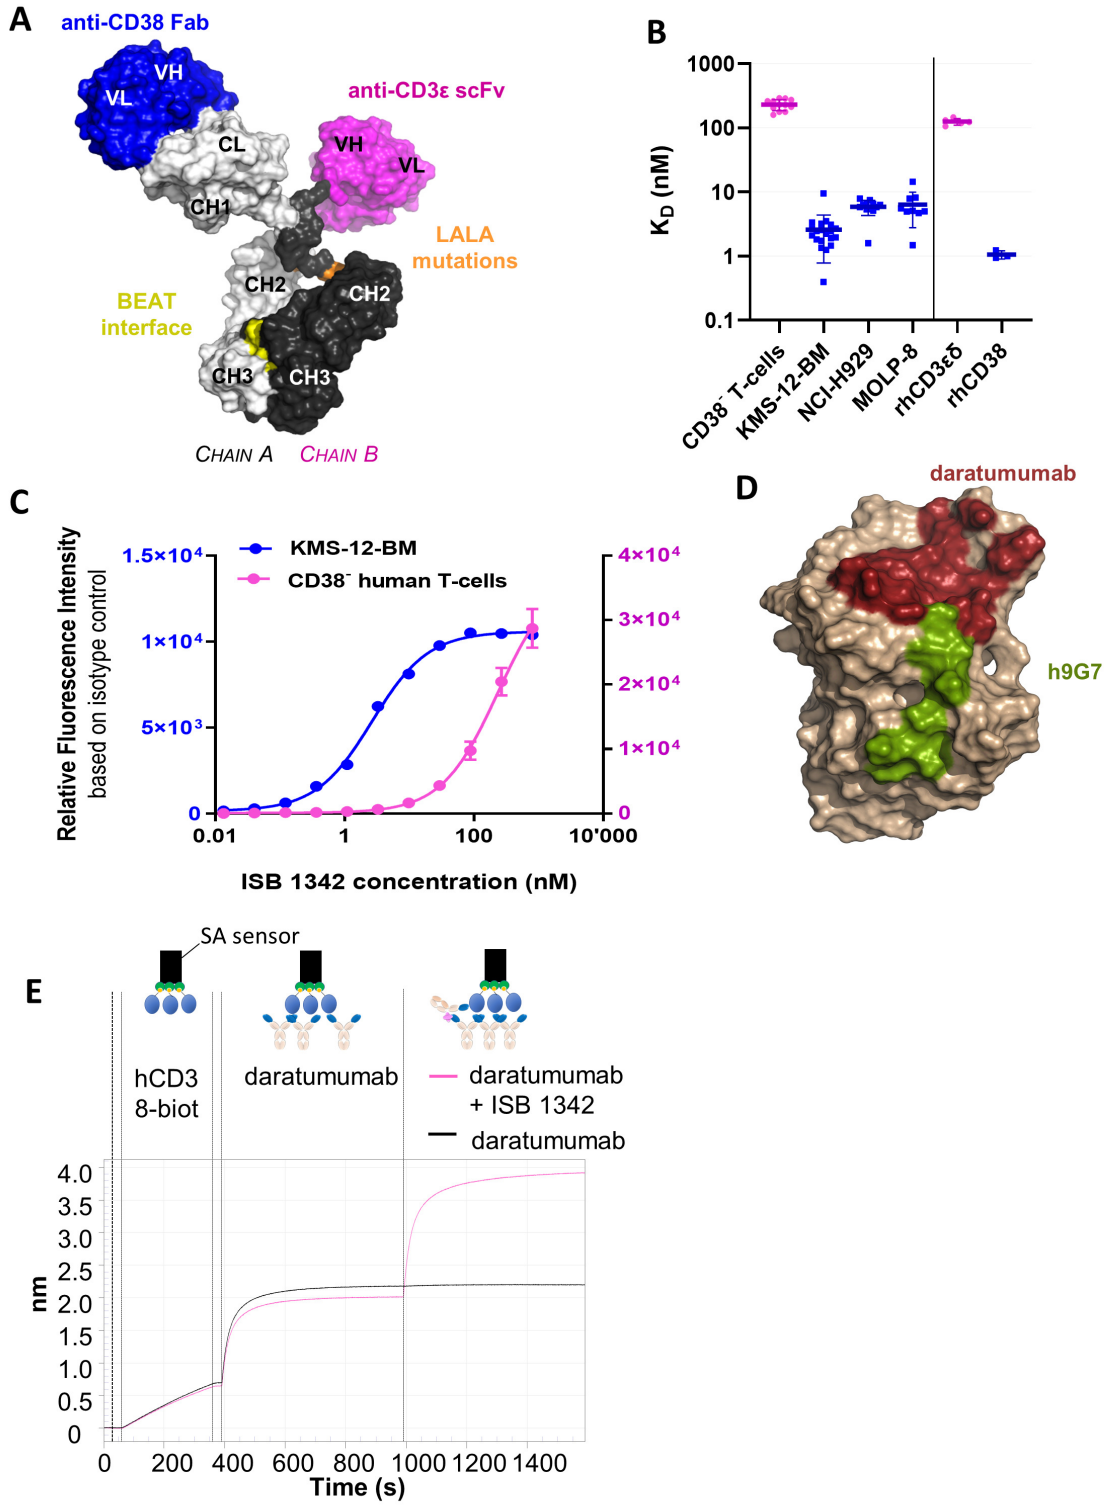 A
anti-CD38 Fab
VH
VL
CL
CH1
anti-CD3ε scFv
VH
VL
LALA
mutations
CH2
CH2
BEAT
interface
CH3
CH3
CHAIN A
CHAIN B
B
1000
100
10
1
0.1
K_D (nM)
CD38⁻ T-cells
KMS-12-BM
NCI-H929
MOLP-8
rhCD3εδ
rhCD38
C
Relative Fluorescence Intensity
based on isotype control
1.5×10⁴
1×10⁴
5×10³
0
KMS-12-BM
CD38⁻ human T-cells
4×10⁴
3×10⁴
2×10⁴
1×10⁴
0
0.01
1
100
10'000
ISB 1342 concentration (nM)
D
daratumumab
h9G7
E
SA sensor
hCD3
8-biot
daratumumab
daratumumab
+ ISB 1342
daratumumab
nm
4.0
3.5
3.0
2.5
2.0
1.5
1.0
0.5
0
0
200
400
600
800
1000
1200
1400
Time (s)